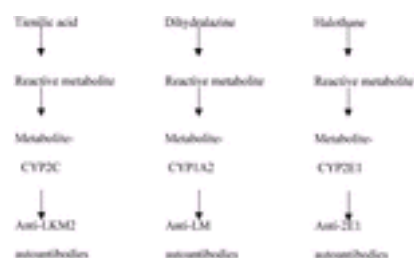 Tienilic acid
Dihydralazine
Halothane
Reactive metabolite
Reactive metabolite
Reactive metabolite
Metabolite-
Metabolite-
Metabolite-
CYP2C
CYP1A2
CYP2E1
Anti-LKM2
Anti-LM
Anti-2E1
autoantibodies
autoantibodies
autoantibodies